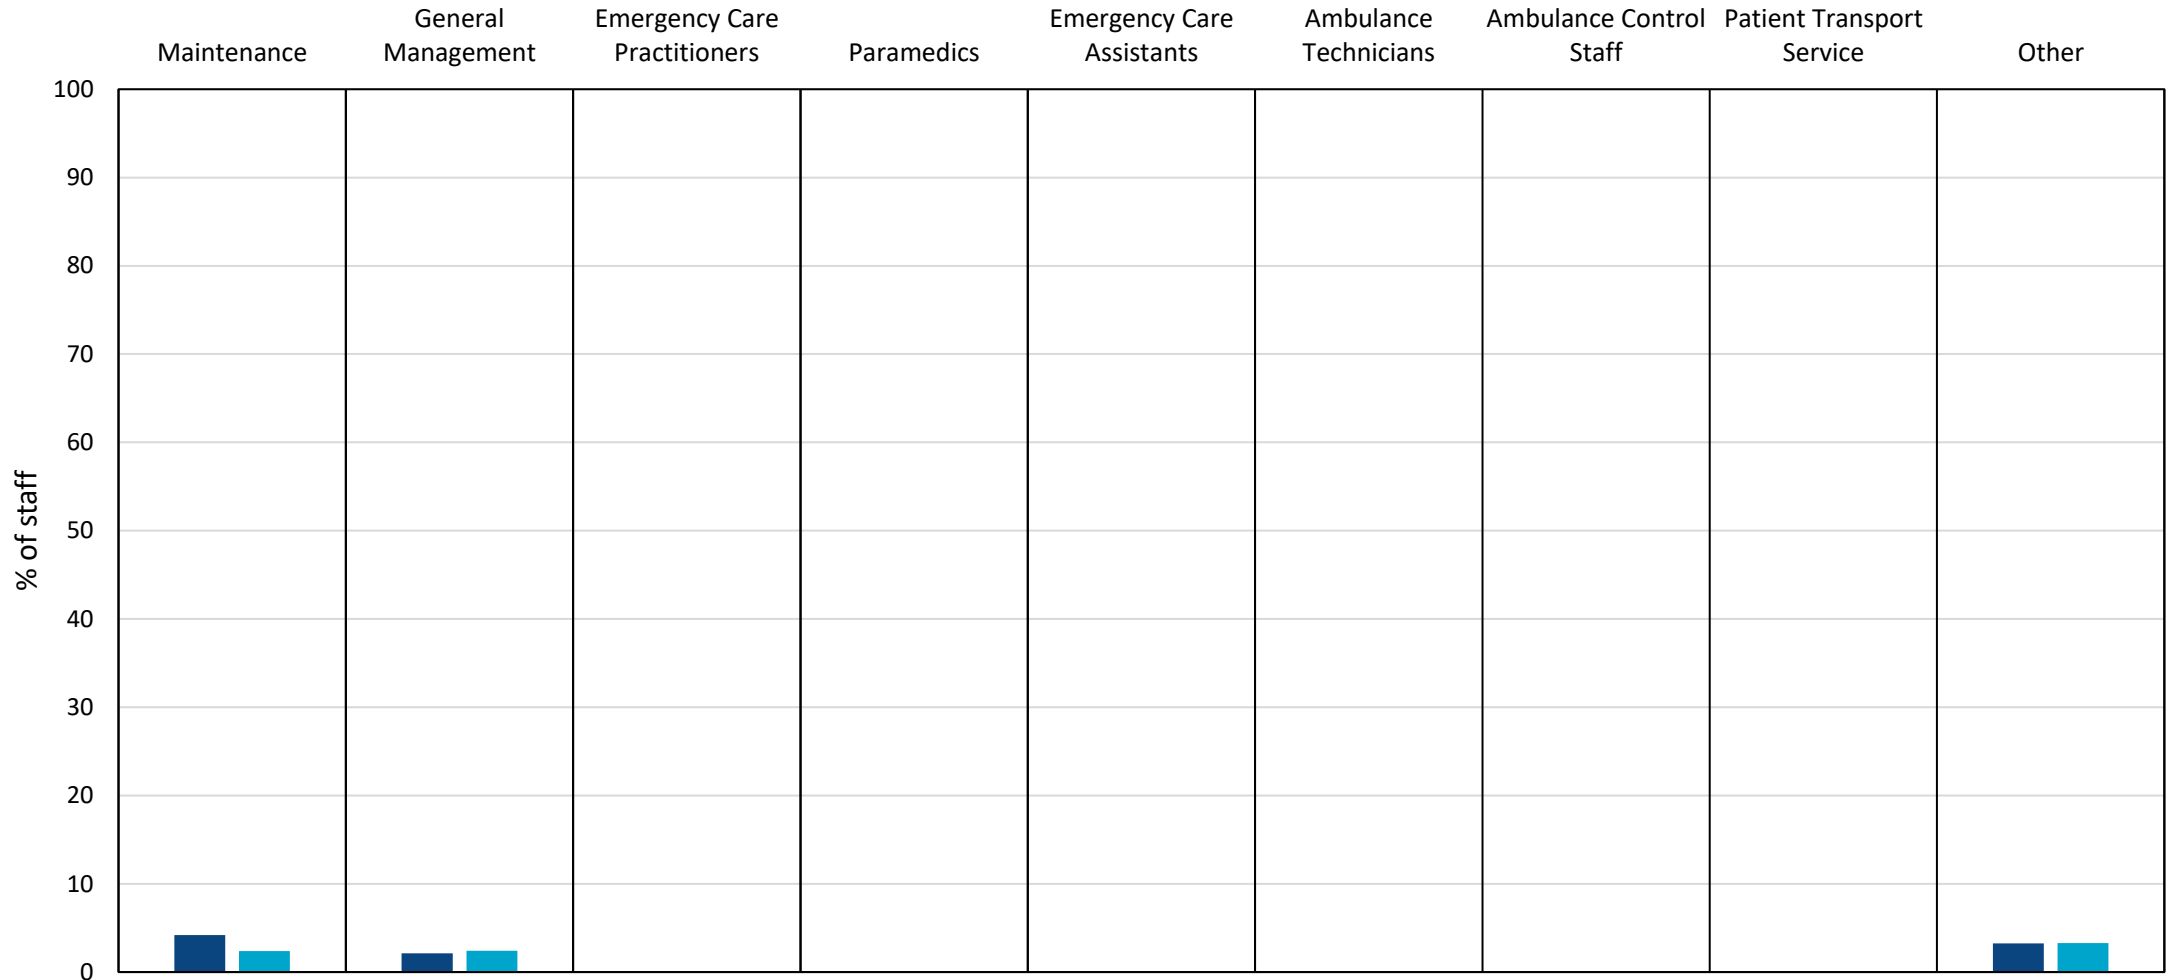 Maintenance
General
Management
Emergency Care
Practitioners
Paramedics
Emergency Care
Assistants
Ambulance
Technicians
Ambulance Control
Staff
Patient Transport
Service
Other
100
90
80
70
60
50
40
30
20
10
0
% of staff